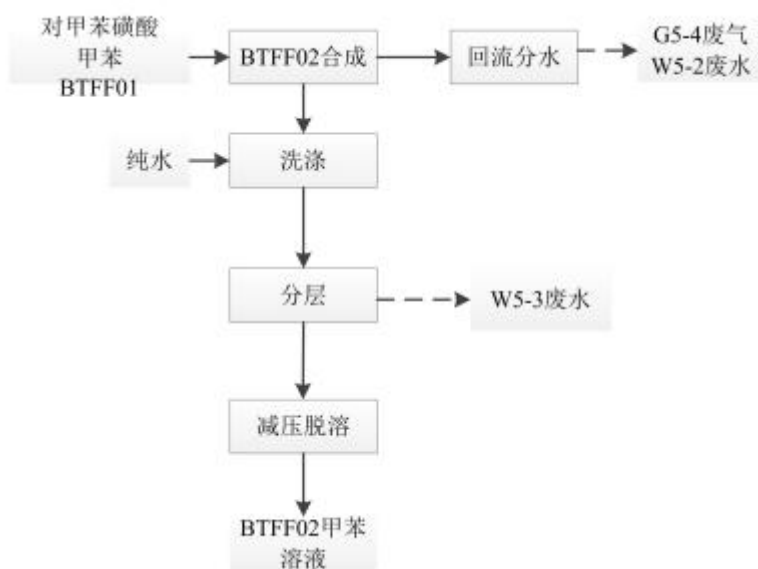 对甲苯磺酸
甲苯
BTFF01
BTFF02合成
回流分水
G5-4废气
W5-2废水
纯水
洗涤
分层
W5-3废水
减压脱溶
BTFF02甲苯
溶液